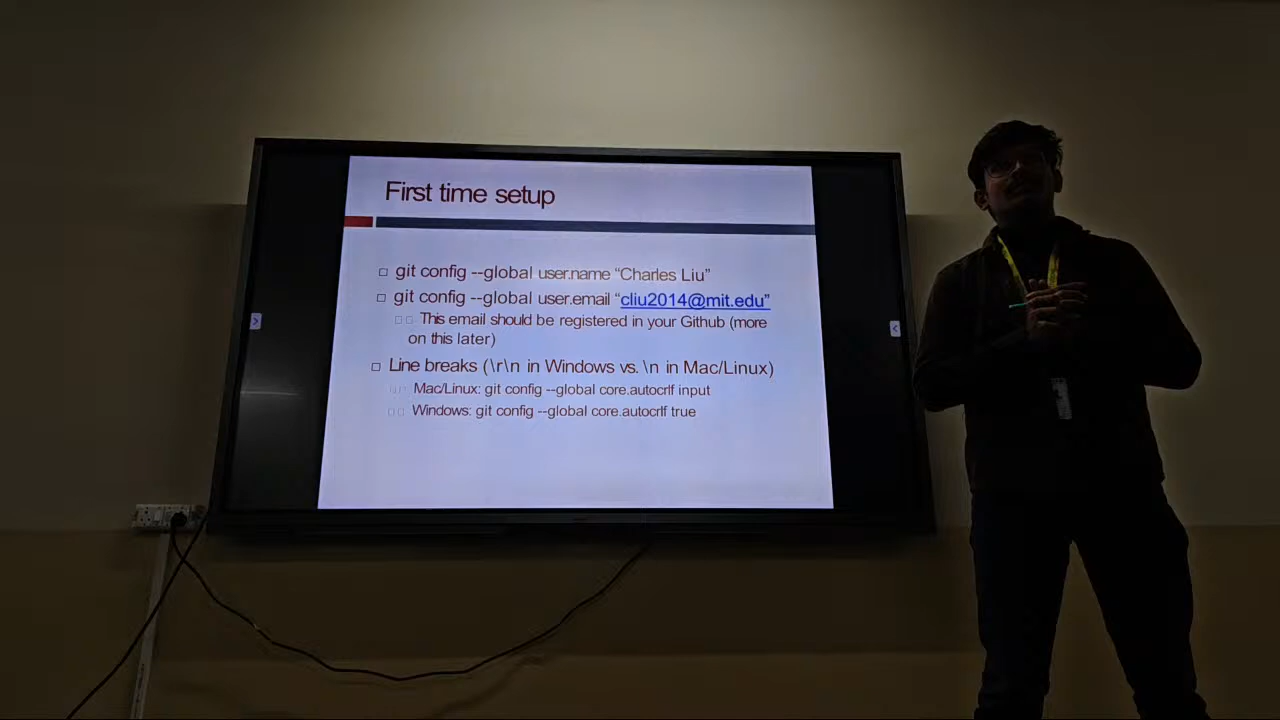 First time setup
git config --global user.name “Charles Liu”
git config --global user.email “cliu2014@mit.edu”
This email should be registered in your Github (more
on this later)
Line breaks (\r\n in Windows vs. \n in Mac/Linux)
Mac/Linux: git config --global core.autocrlf input
Windows: git config --global core.autocrlf true